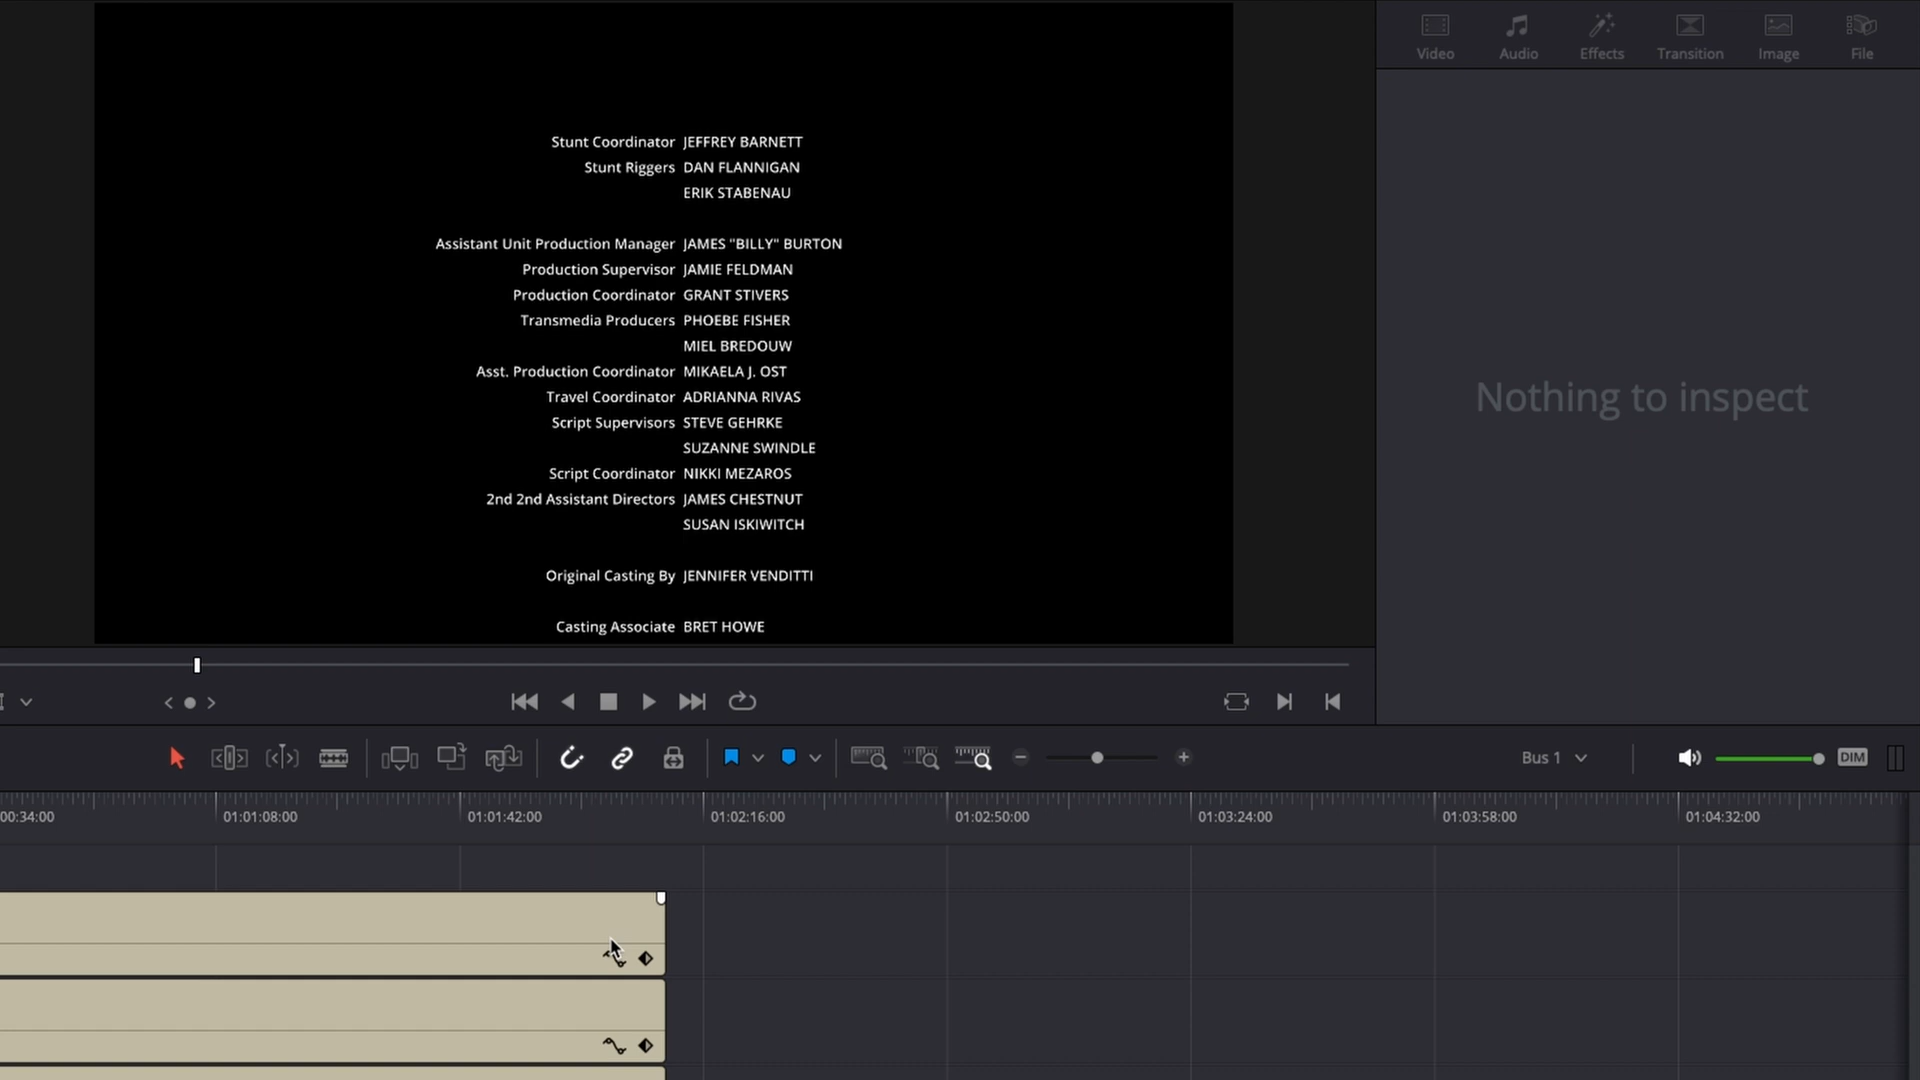 Video Audio Effects Transition Image File
Stunt Coordinator JEFFREY BARNETT
Stunt Riggers DAN FLANNIGAN
ERIK STABENAU
Assistant Unit Production Manager JAMES "BILLY" BURTON
Production Supervisor JAMIE FELDMAN
Production Coordinator GRANT STIVERS
Transmedia Producers PHOEBE FISHER
MIEL BREDOUW
Asst. Production Coordinator MIKAELA J. OST
Travel Coordinator ADRIANNA RIVAS
Script Supervisors STEVE GEHRKE
SUZANNE SWINDLE
Script Coordinator NIKKI MEZAROS
2nd 2nd Assistant Directors JAMES CHESTNUT
SUSAN ISKIWITCH
Original Casting By JENNIFER VENDITTI
Casting Associate BRET HOWE
Nothing to inspect
Bus 1 DIM
00:34:00 01:01:08:00 01:01:42:00 01:02:16:00 01:02:50:00 01:03:24:00 01:03:58:00 01:04:32:00